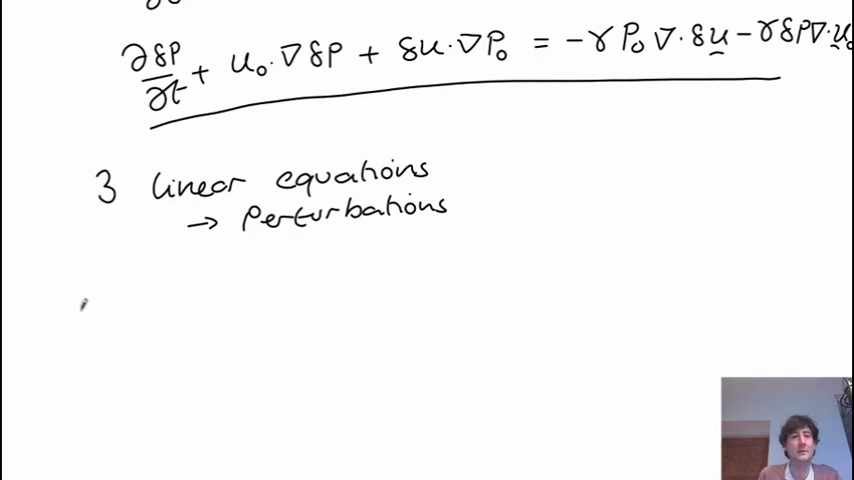 ∂δP/∂t + u₀·∇δP + δu·∇P₀ = -γP₀∇·δu - γδP∇·u₀
3 linear equations
→ Perturbations